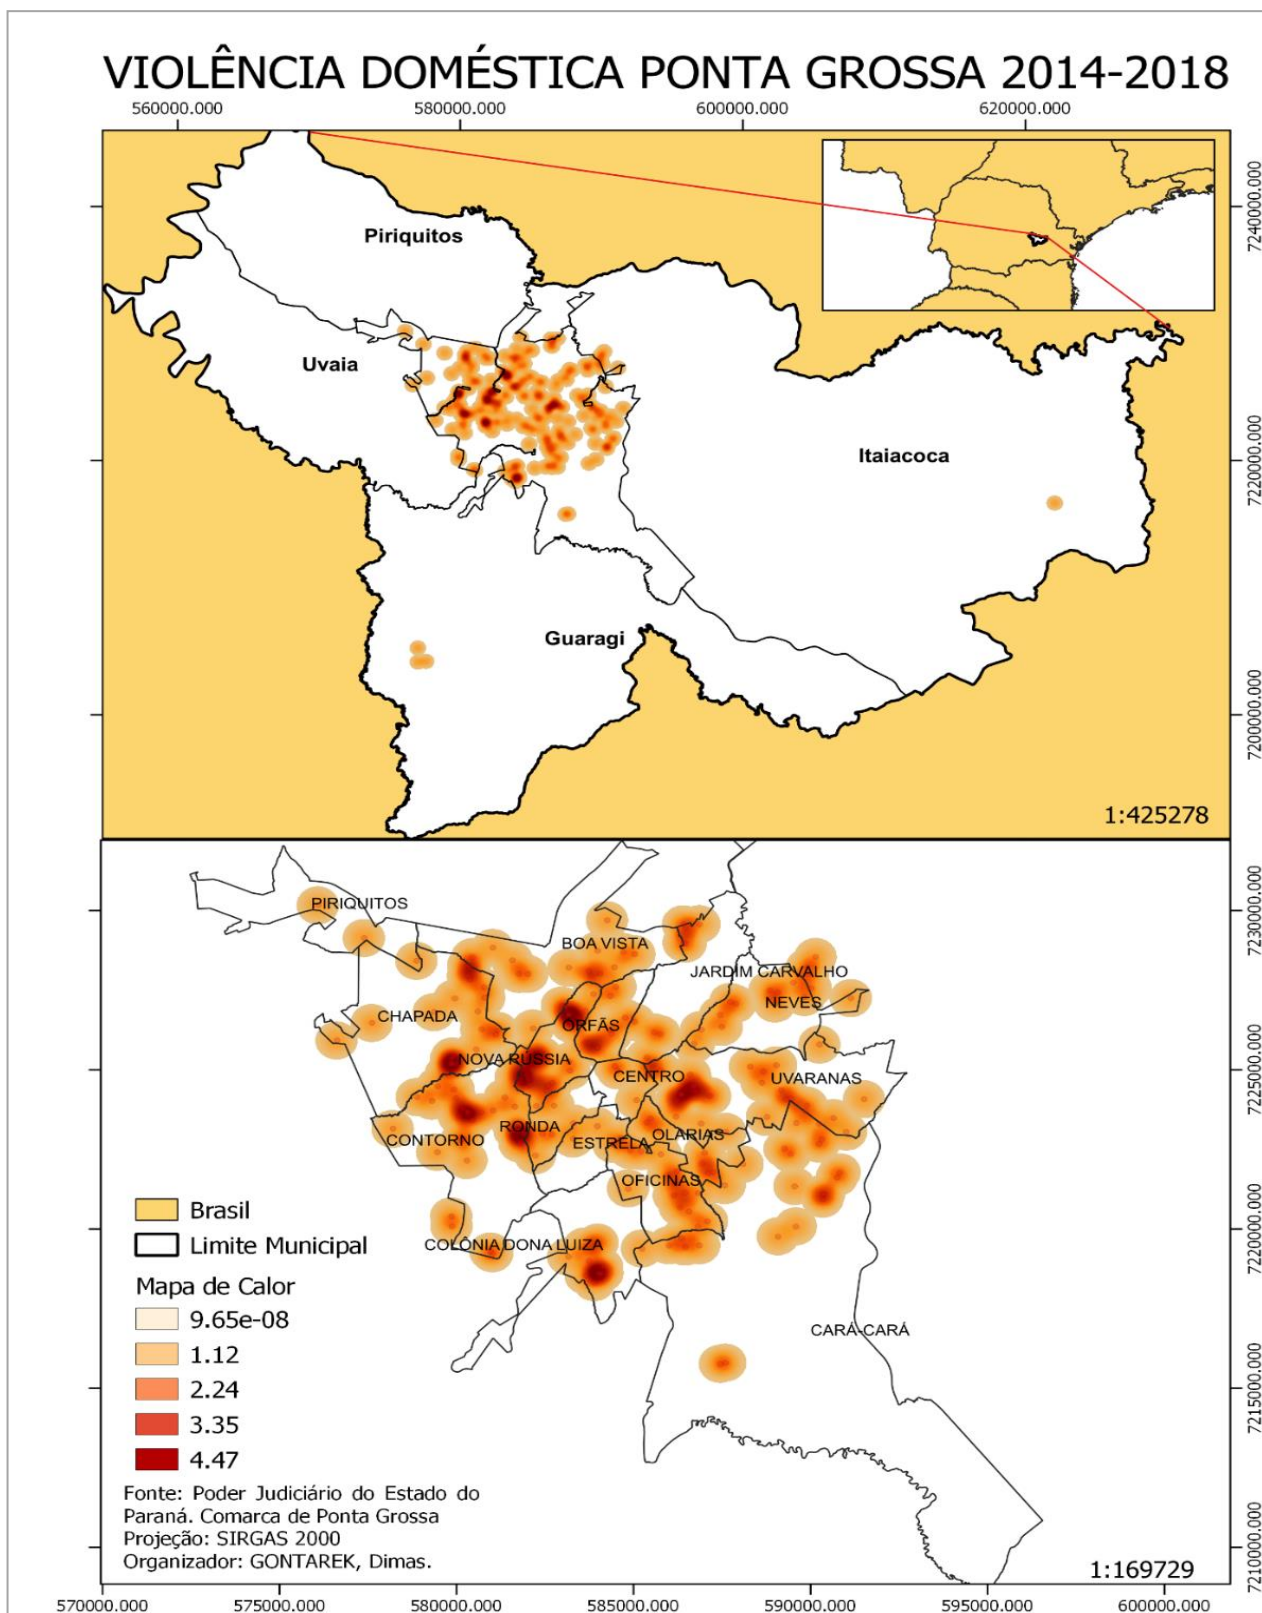 VIOLÊNCIA DOMÉSTICA PONTA GROSSA 2014-2018
560000.000 580000.000 600000.000 620000.000
7240000.000
Piriquitos
Uvaia
Itaiacoca
7220000.000
Guaragi
7200000.000
1:425278
PIRIQUITOS
7230000.000
BOA VISTA
JARDIM CARVALHO
NEVES
CHAPADA
ÓRFÃS
NOVA RÚSSIA
CENTRO
UVARANAS
7225000.000
RONDA
OLARIAS
CONTORNO
ESTRELA
OFICINAS
COLÔNIA DONA LUIZA
7220000.000
CARÁ-CARÁ
7215000.000
Brasil
Limite Municipal
Mapa de Calor
9.65e-08
1.12
2.24
3.35
4.47
Fonte: Poder Judiciário do Estado do
Paraná. Comarca de Ponta Grossa
Projeção: SIRGAS 2000
Organizador: GONTAREK, Dimas.
1:169729
7210000.000
570000.000 575000.000 580000.000 585000.000 590000.000 595000.000 600000.000